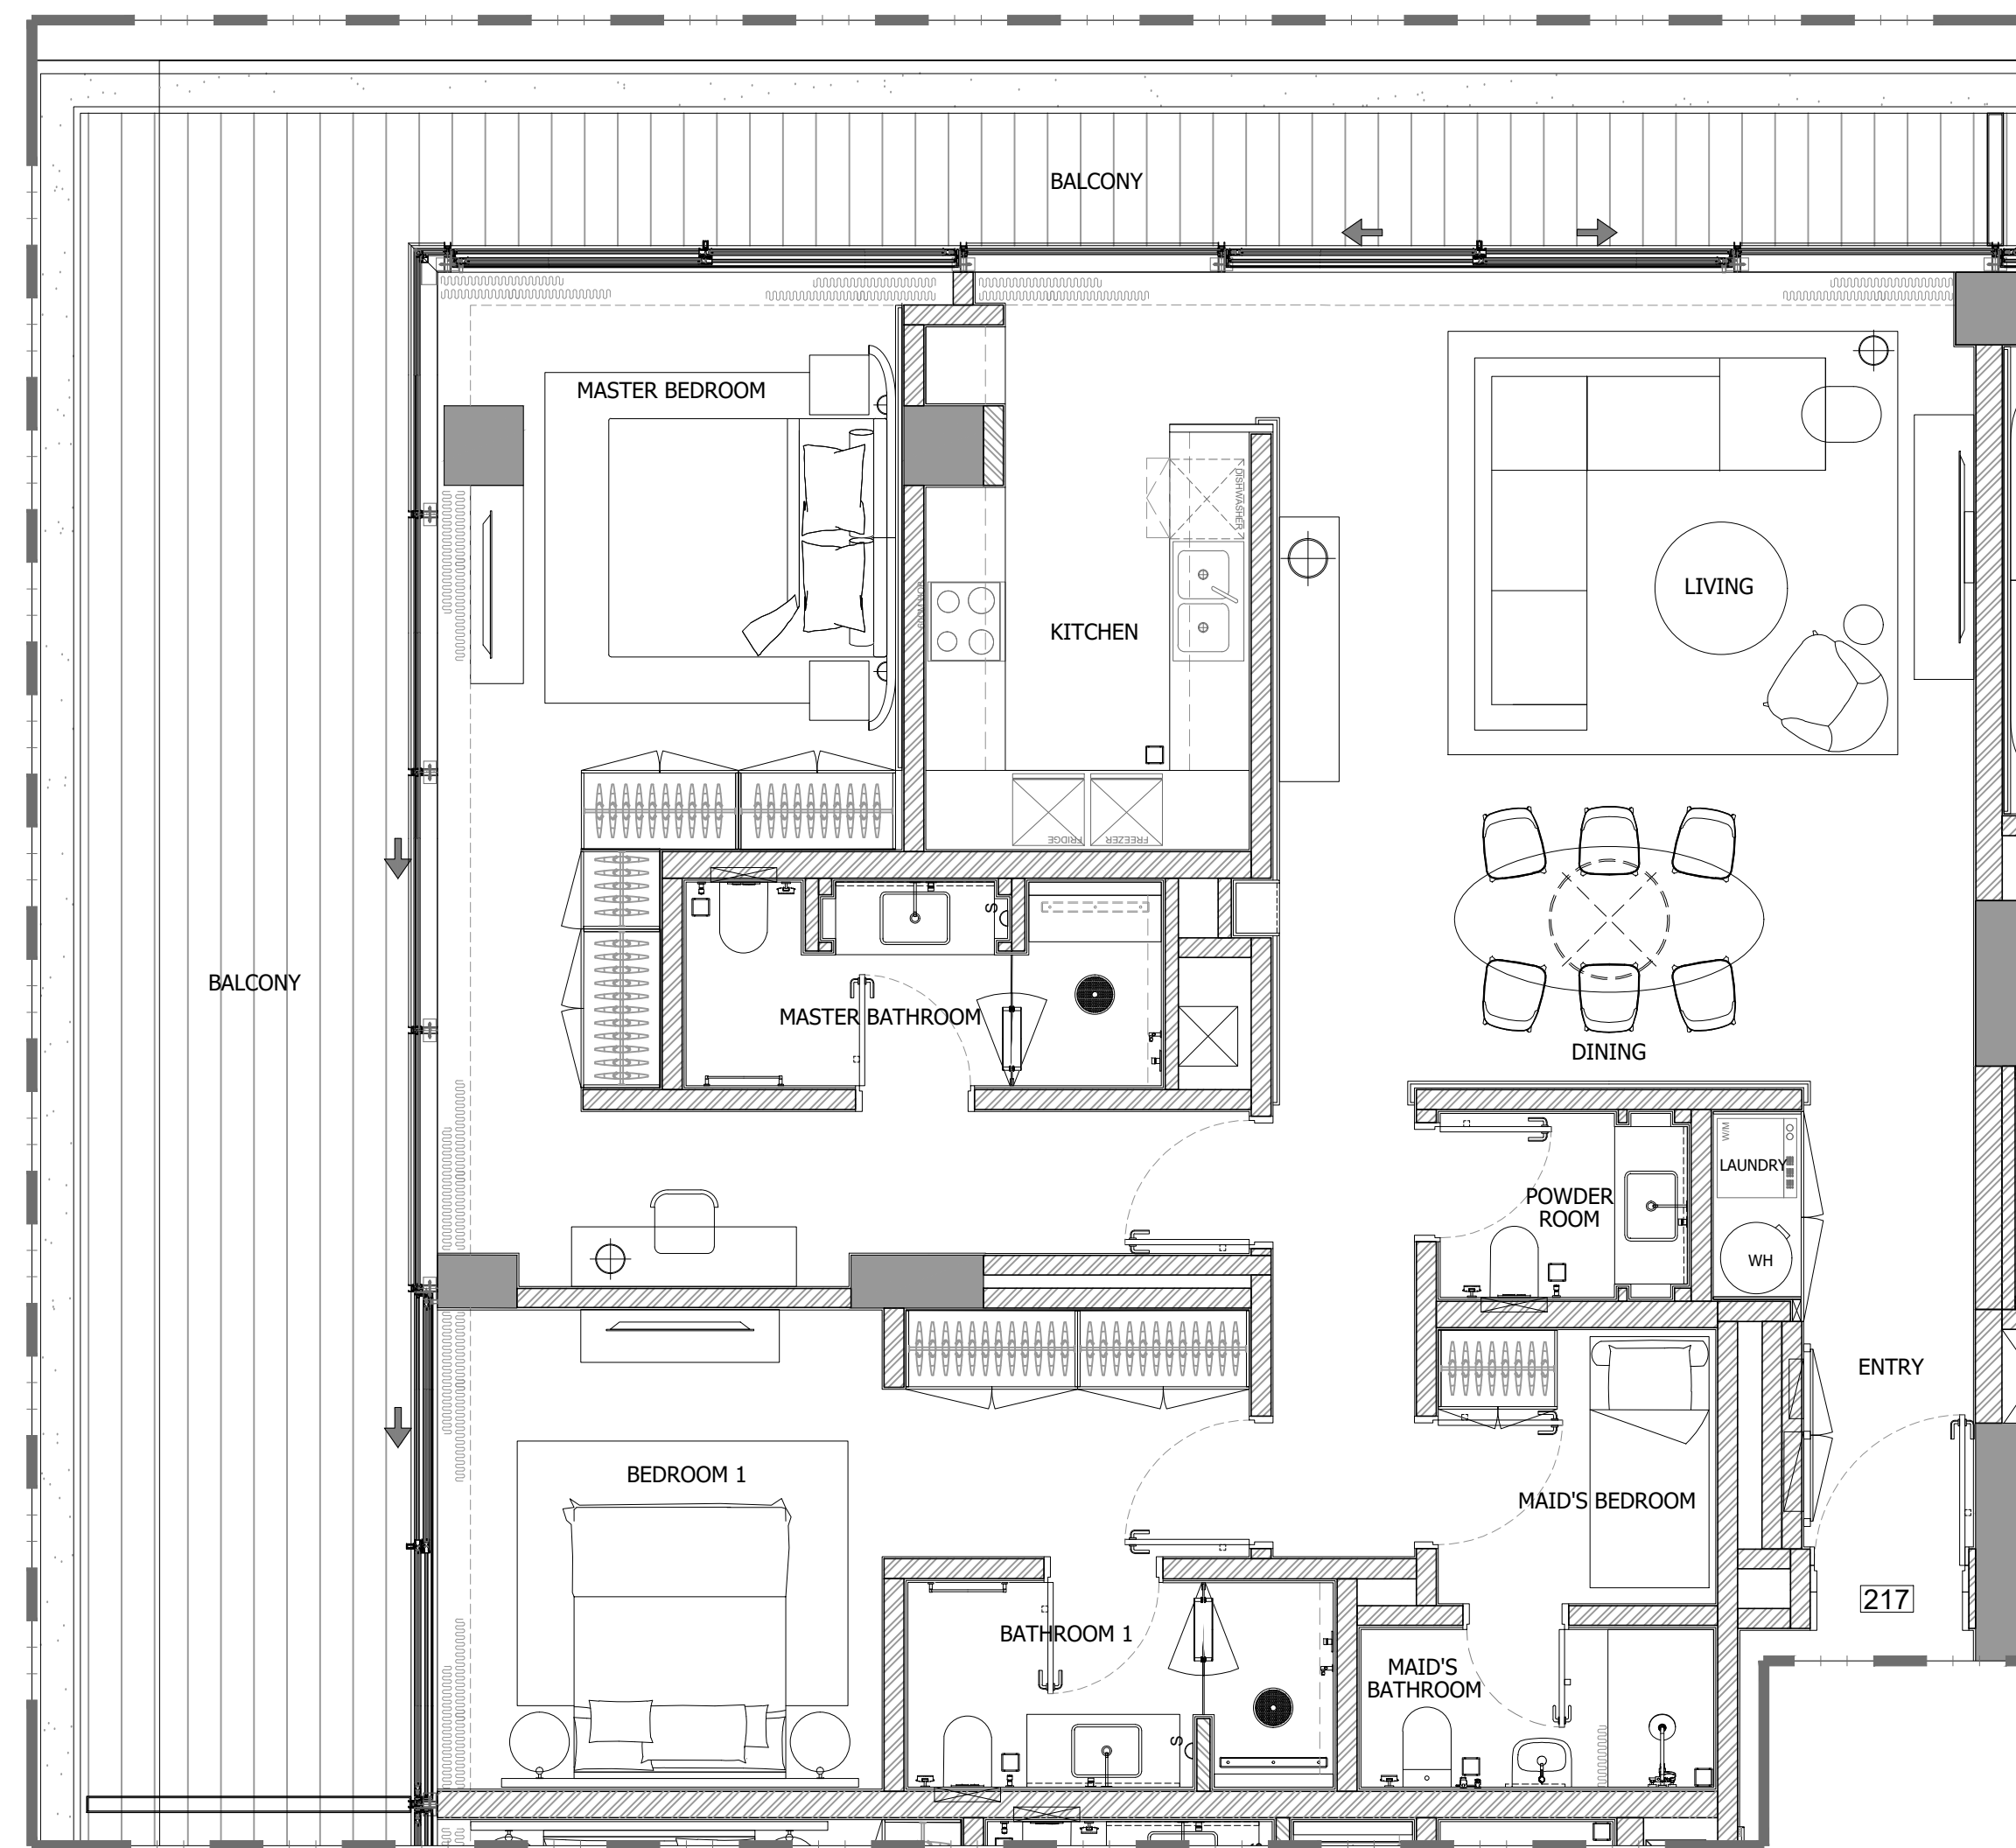 BALCONY
MASTER BEDROOM
DISHWASHER
LIVING
KITCHEN
FRIDGE
FREEZER
S
BALCONY
MASTER BATHROOM
DINING
W/M
LAUNDRY
POWDER
ROOM
WH
ENTRY
BEDROOM 1
MAID'S BEDROOM
217
BATHROOM 1
MAID'S
BATHROOM
S